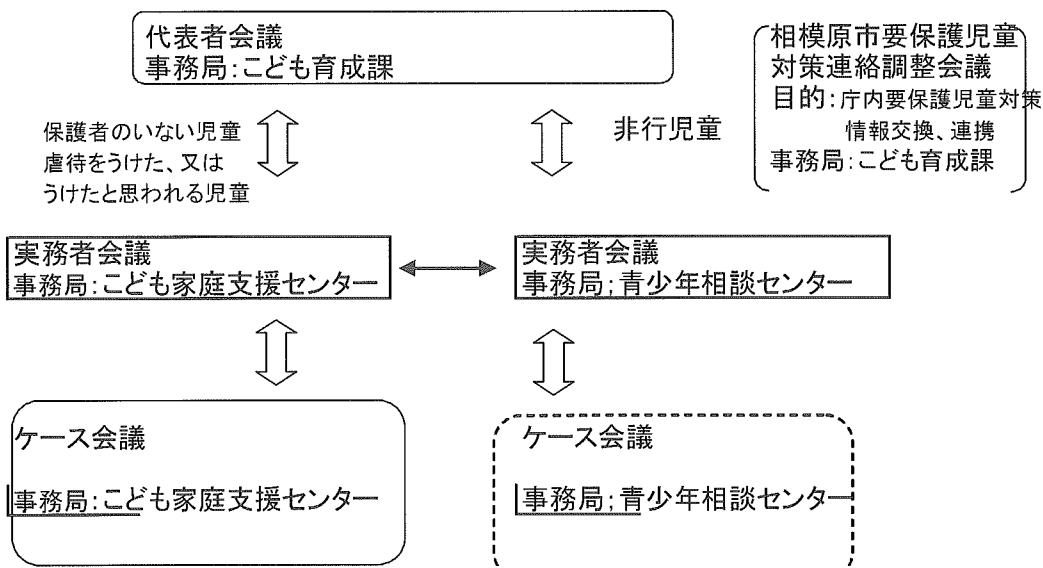 代表者会議
事務局:こども育成課
相模原市要保護児童
対策連絡調整会議
目的:庁内要保護児童対策
情報交換、連携
事務局:こども育成課
保護者のいない児童
虐待をうけた、又は
うけたと思われる児童
非行児童
実務者会議
事務局:こども家庭支援センター
実務者会議
事務局;青少年相談センター
ケース会議
事務局:こども家庭支援センター
ケース会議
事務局;青少年相談センター